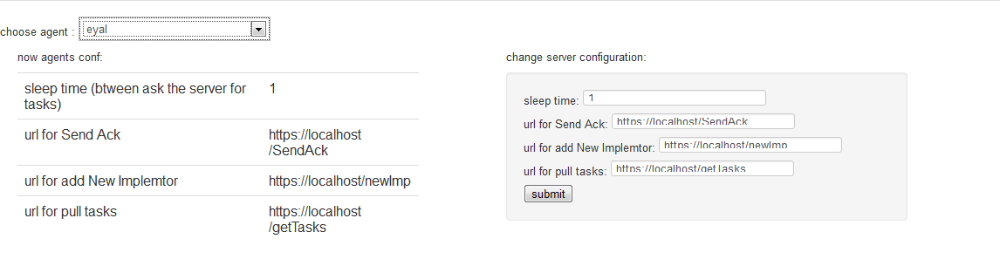 choose agent : eyal
now agents conf:
sleep time (btween ask the server for
tasks)
1
url for Send Ack
https://localhost
/SendAck
url for add New Implemtor
https://localhost/newImp
url for pull tasks
https://localhost
/getTasks
change server configuration:
sleep time: 1
url for Send Ack: https://localhost/SendAck
url for add New Implemtor: https://localhost/newImp
url for pull tasks: https://localhost/getTasks
submit